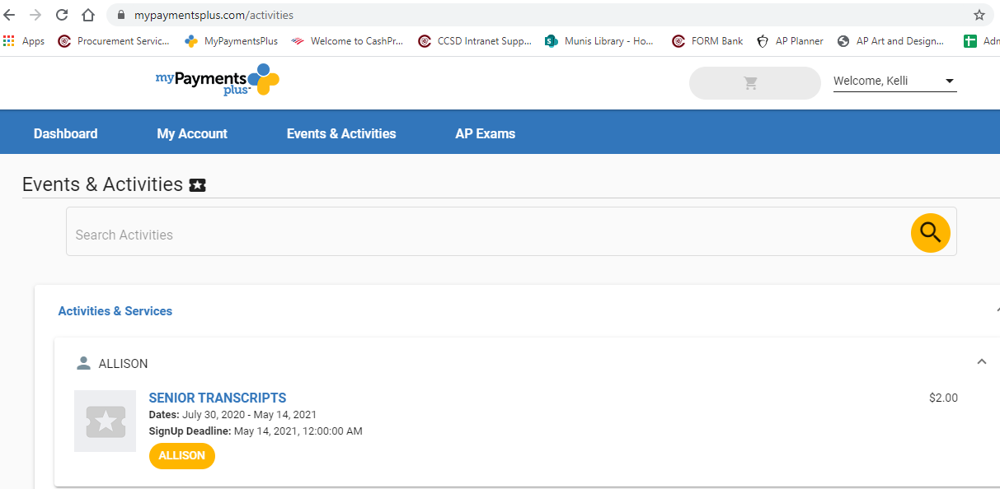 mypaymentsplus.com/activities
Apps Procurement Servic... MyPaymentsPlus Welcome to CashPr... CCSD Intranet Supp... Munis Library - Ho... FORM Bank AP Planner AP Art and Design... Adm
myPayments plus
Welcome, Kelli
Dashboard My Account Events & Activities AP Exams
Events & Activities
Search Activities
Activities & Services
ALLISON
SENIOR TRANSCRIPTS $2.00
Dates: July 30, 2020 - May 14, 2021
SignUp Deadline: May 14, 2021, 12:00:00 AM
ALLISON